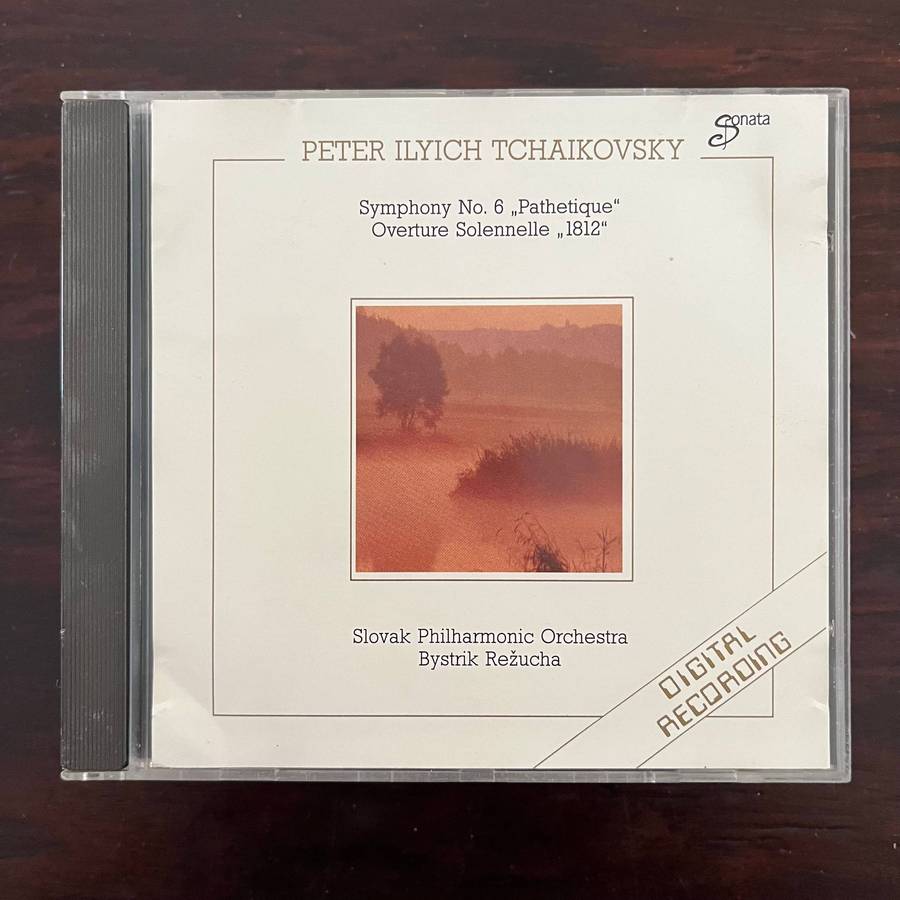 Sonata
PETER ILYICH TCHAIKOVSKY
Symphony No. 6 „Pathetique“
Overture Solennelle „1812“
Slovak Philharmonic Orchestra
Bystrik Režucha
DIGITAL
RECORDING